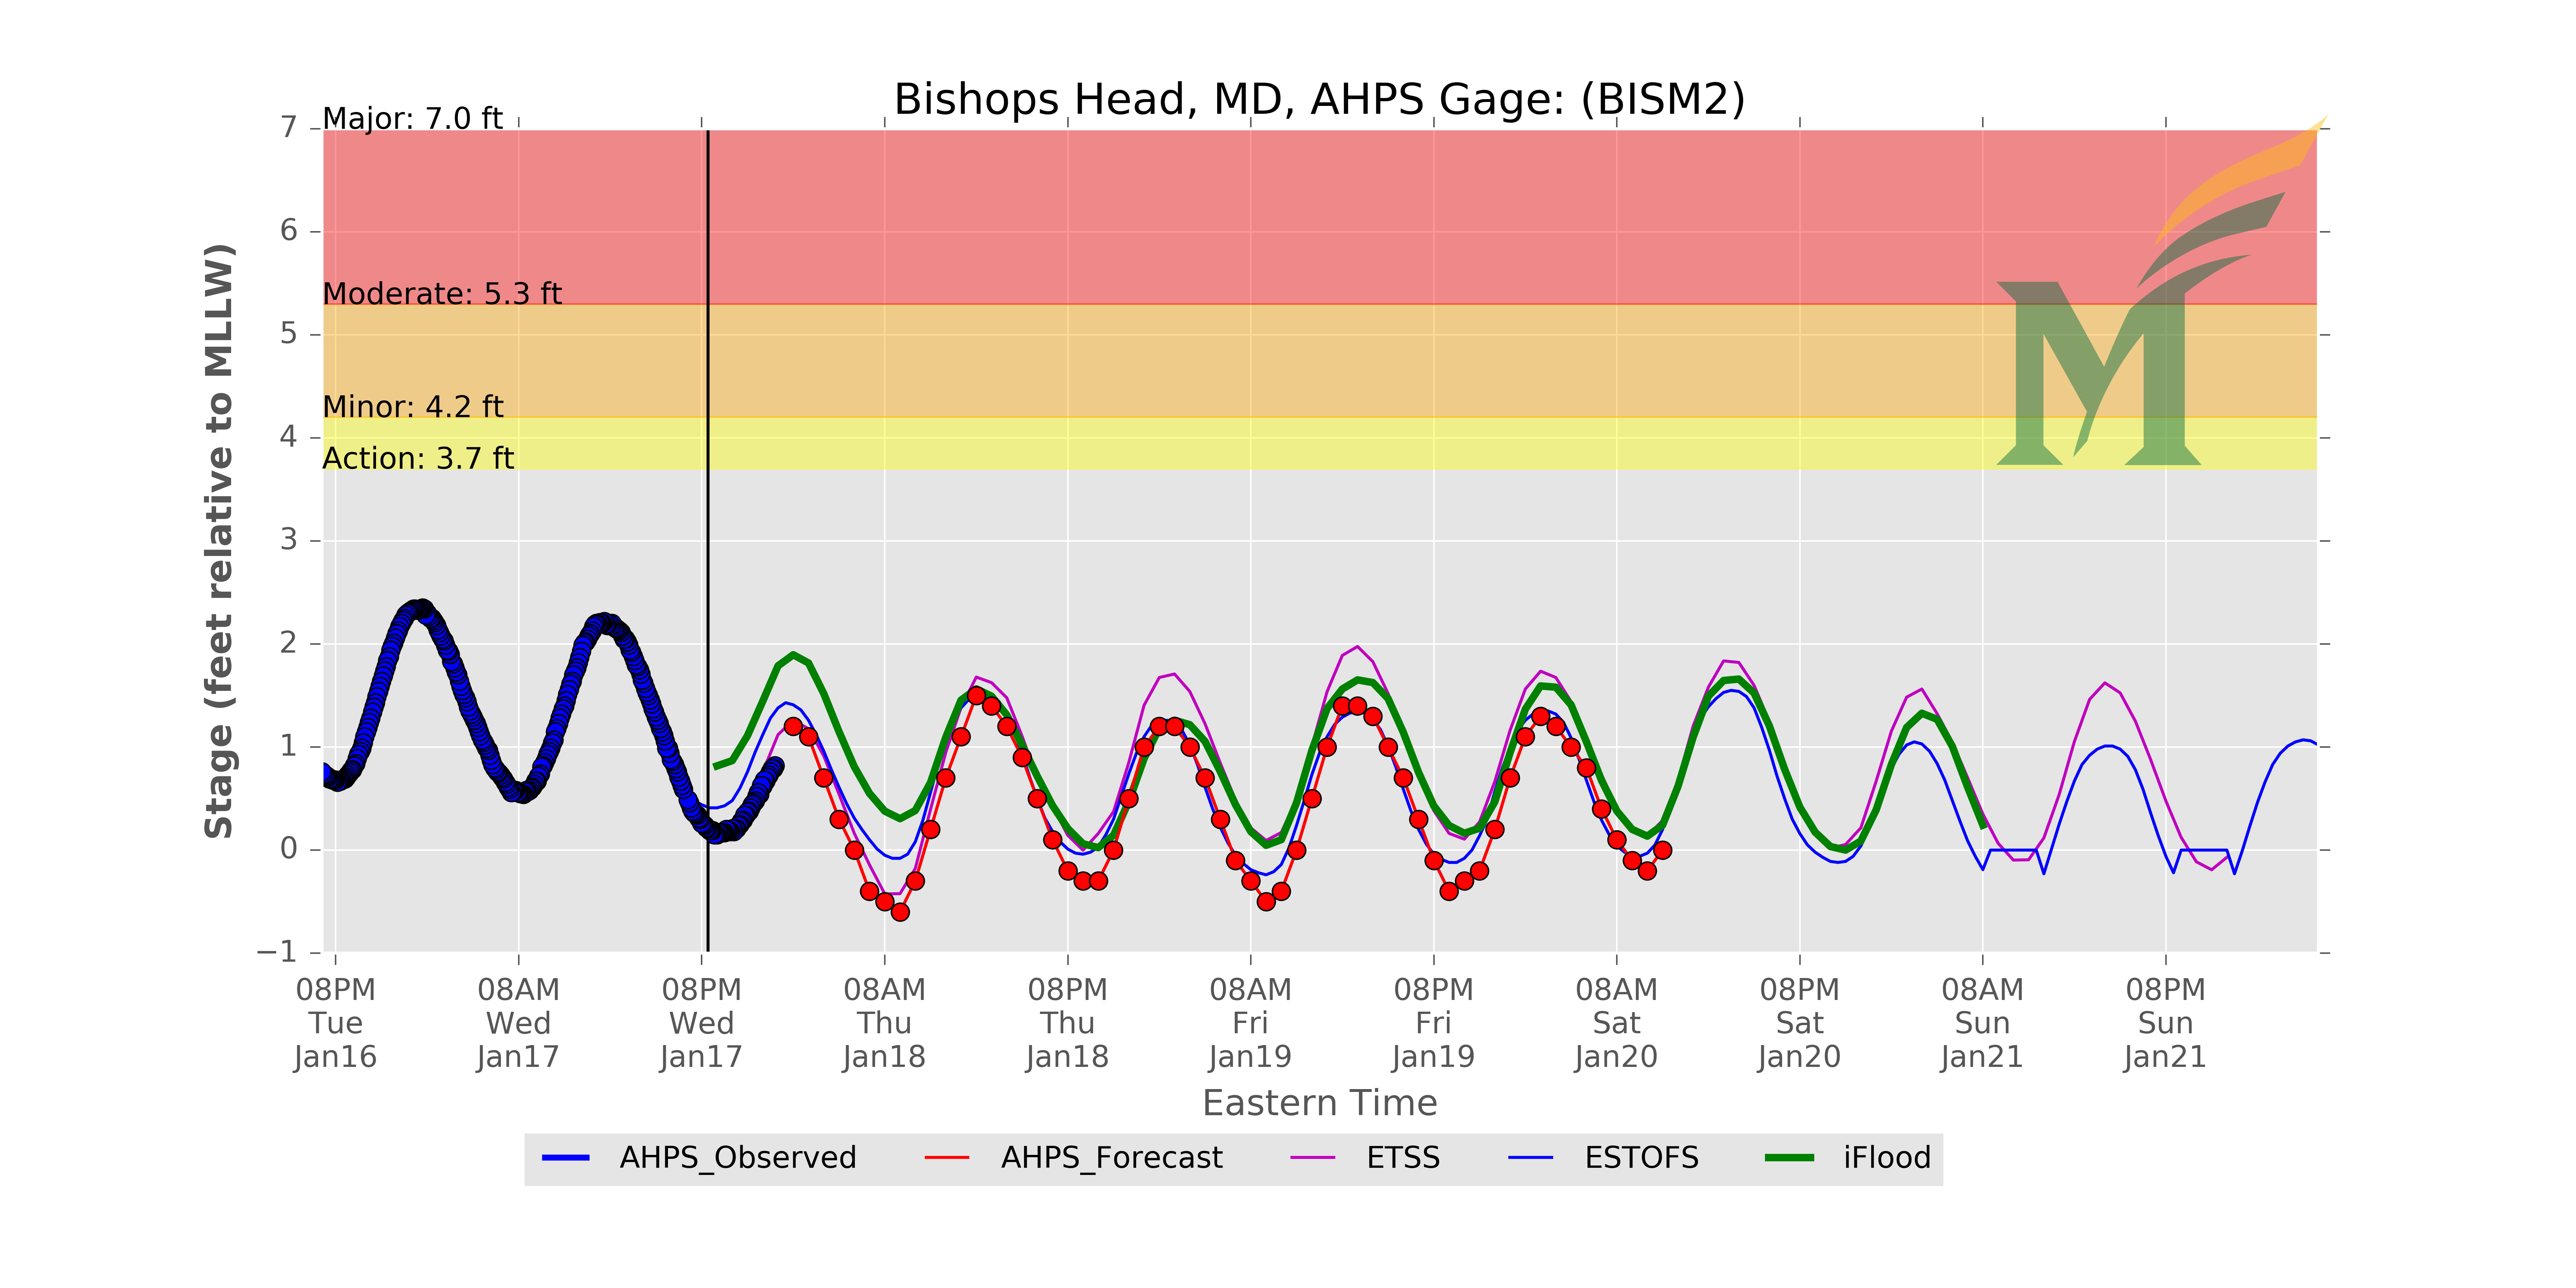 Bishops Head, MD, AHPS Gage: (BISM2)
Major: 7.0 ft
Moderate: 5.3 ft
Minor: 4.2 ft
Action: 3.7 ft
Stage (feet relative to MLLW)
7
6
5
4
3
2
1
0
−1
08PM
Tue
Jan16
08AM
Wed
Jan17
08PM
Wed
Jan17
08AM
Thu
Jan18
08PM
Thu
Jan18
08AM
Fri
Jan19
08PM
Fri
Jan19
08AM
Sat
Jan20
08PM
Sat
Jan20
08AM
Sun
Jan21
08PM
Sun
Jan21
Eastern Time
AHPS_Observed
AHPS_Forecast
ETSS
ESTOFS
iFlood
M